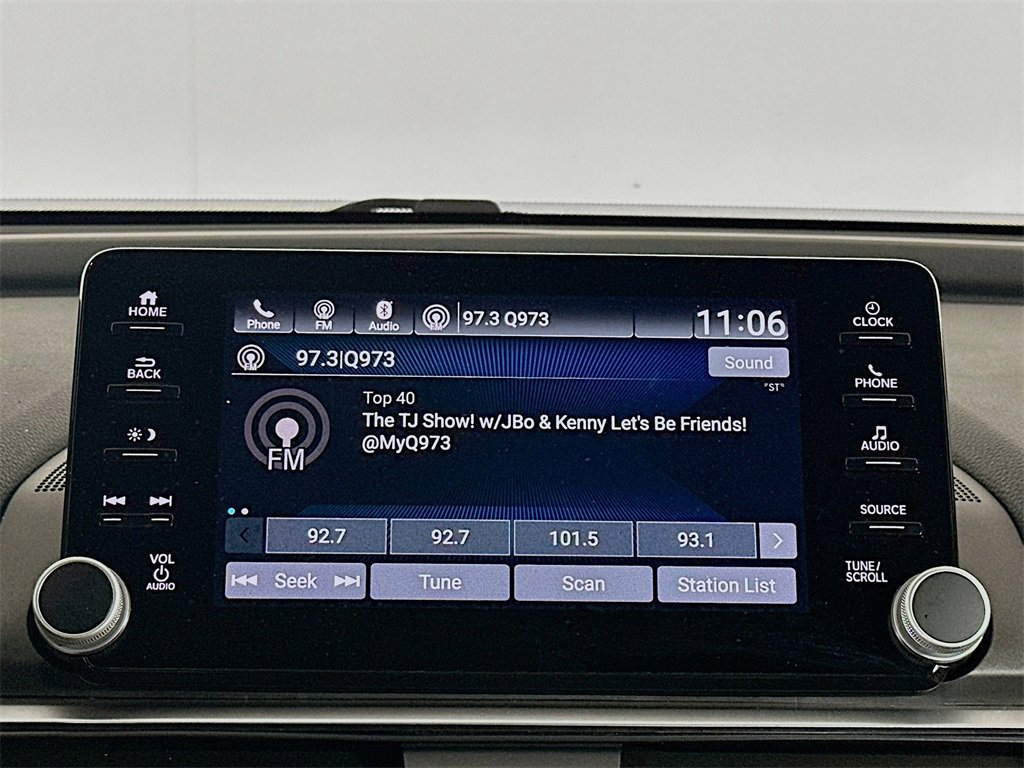 HOME
BACK
VOL
AUDIO
Phone
FM
Audio
FM
97.3 Q973
11:06
FM
97.3|Q973
Sound
"ST"
FM
Top 40
The TJ Show! w/JBo & Kenny Let's Be Friends!
@MyQ973
92.7
92.7
101.5
93.1
Seek
Tune
Scan
Station List
CLOCK
PHONE
AUDIO
SOURCE
TUNE/
SCROLL